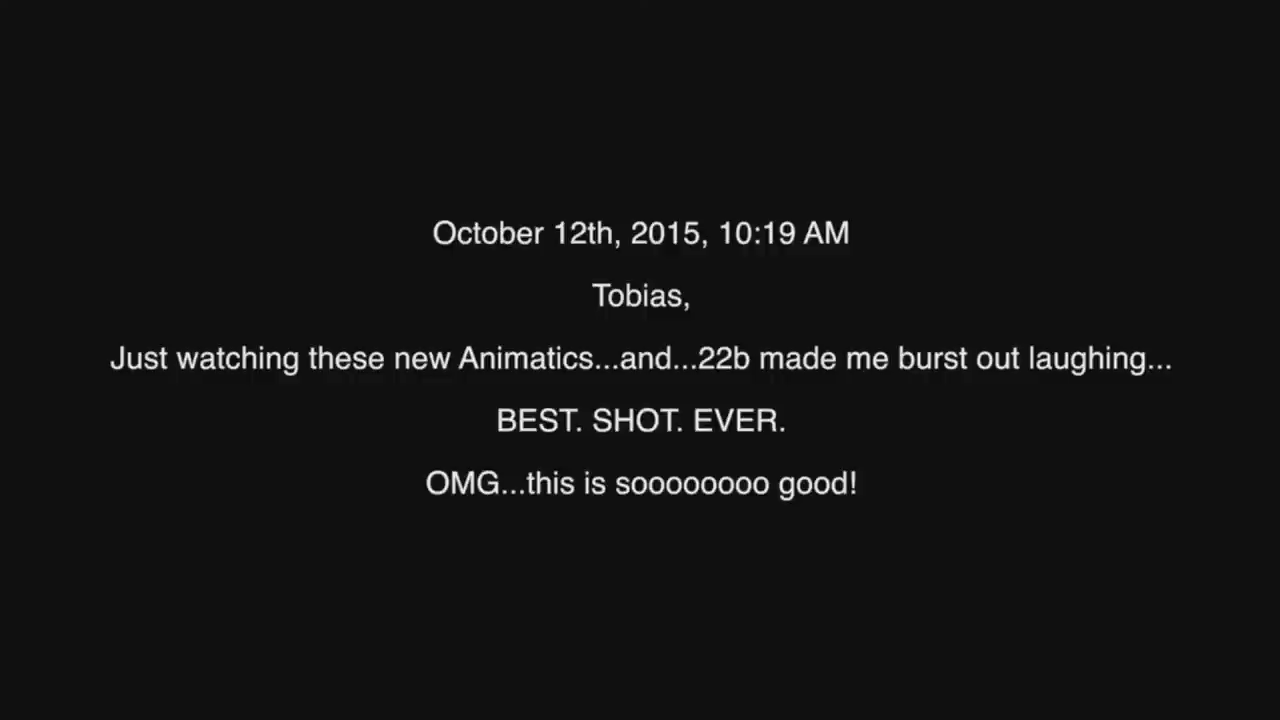 October 12th, 2015, 10:19 AM
Tobias,
Just watching these new Animatics...and...22b made me burst out laughing...
BEST. SHOT. EVER.
OMG...this is soooooooo good!